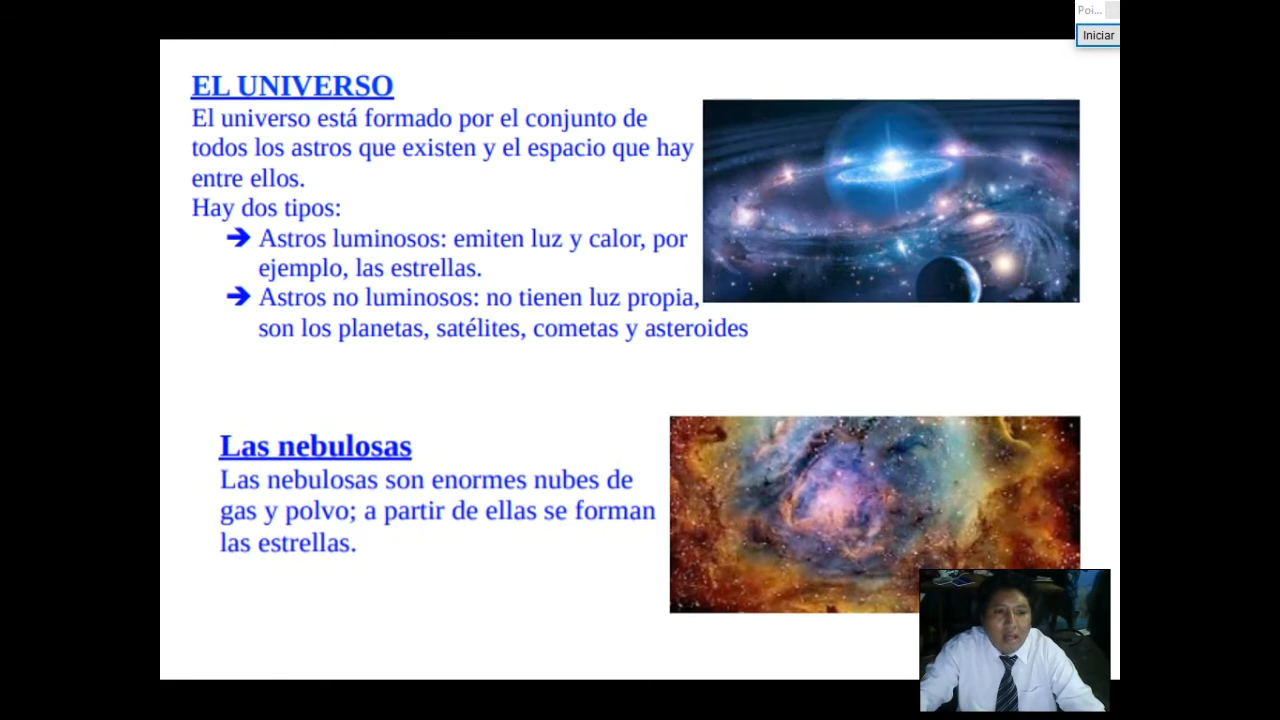 Poi...
Iniciar
EL UNIVERSO
El universo está formado por el conjunto de
todos los astros que existen y el espacio que hay
entre ellos.
Hay dos tipos:
➔ Astros luminosos: emiten luz y calor, por
ejemplo, las estrellas.
➔ Astros no luminosos: no tienen luz propia,
son los planetas, satélites, cometas y asteroides
Las nebulosas
Las nebulosas son enormes nubes de
gas y polvo; a partir de ellas se forman
las estrellas.